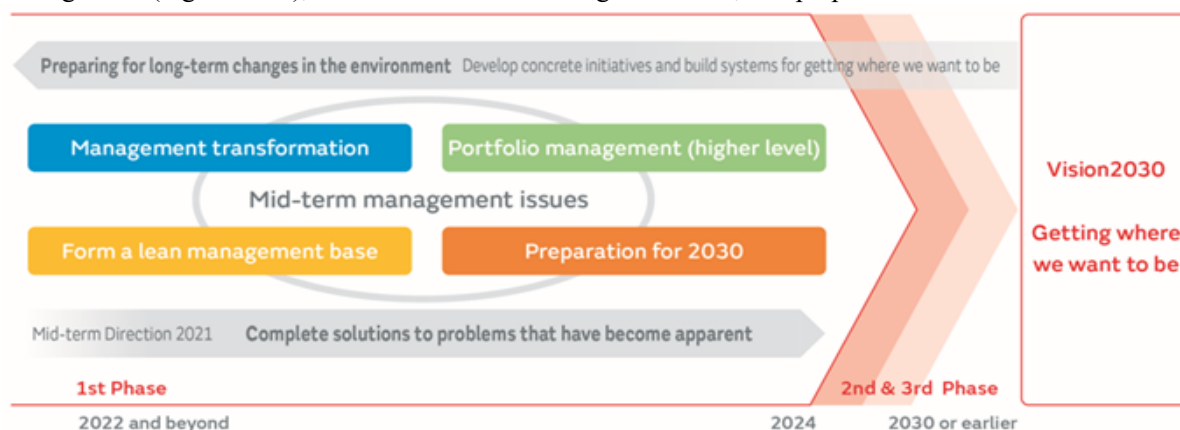 Preparing for long-term changes in the environment Develop concrete initiatives and build systems for getting where we want to be
Management transformation
Portfolio management (higher level)
Mid-term management issues
Form a lean management base
Preparation for 2030
Mid-term Direction 2021 Complete solutions to problems that have become apparent
1st Phase
2nd & 3rd Phase
2022 and beyond
2024
2030 or earlier
Vision2030
Getting where
we want to be